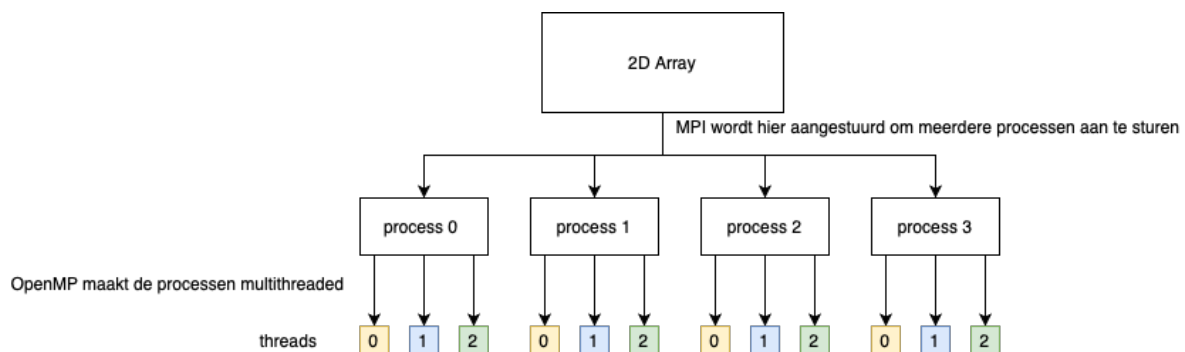 2D Array
MPI wordt hier aangestuurd om meerdere processen aan te sturen
process 0
process 1
process 2
process 3
OpenMP maakt de processen multithreaded
threads
0
1
2
0
1
2
0
1
2
0
1
2